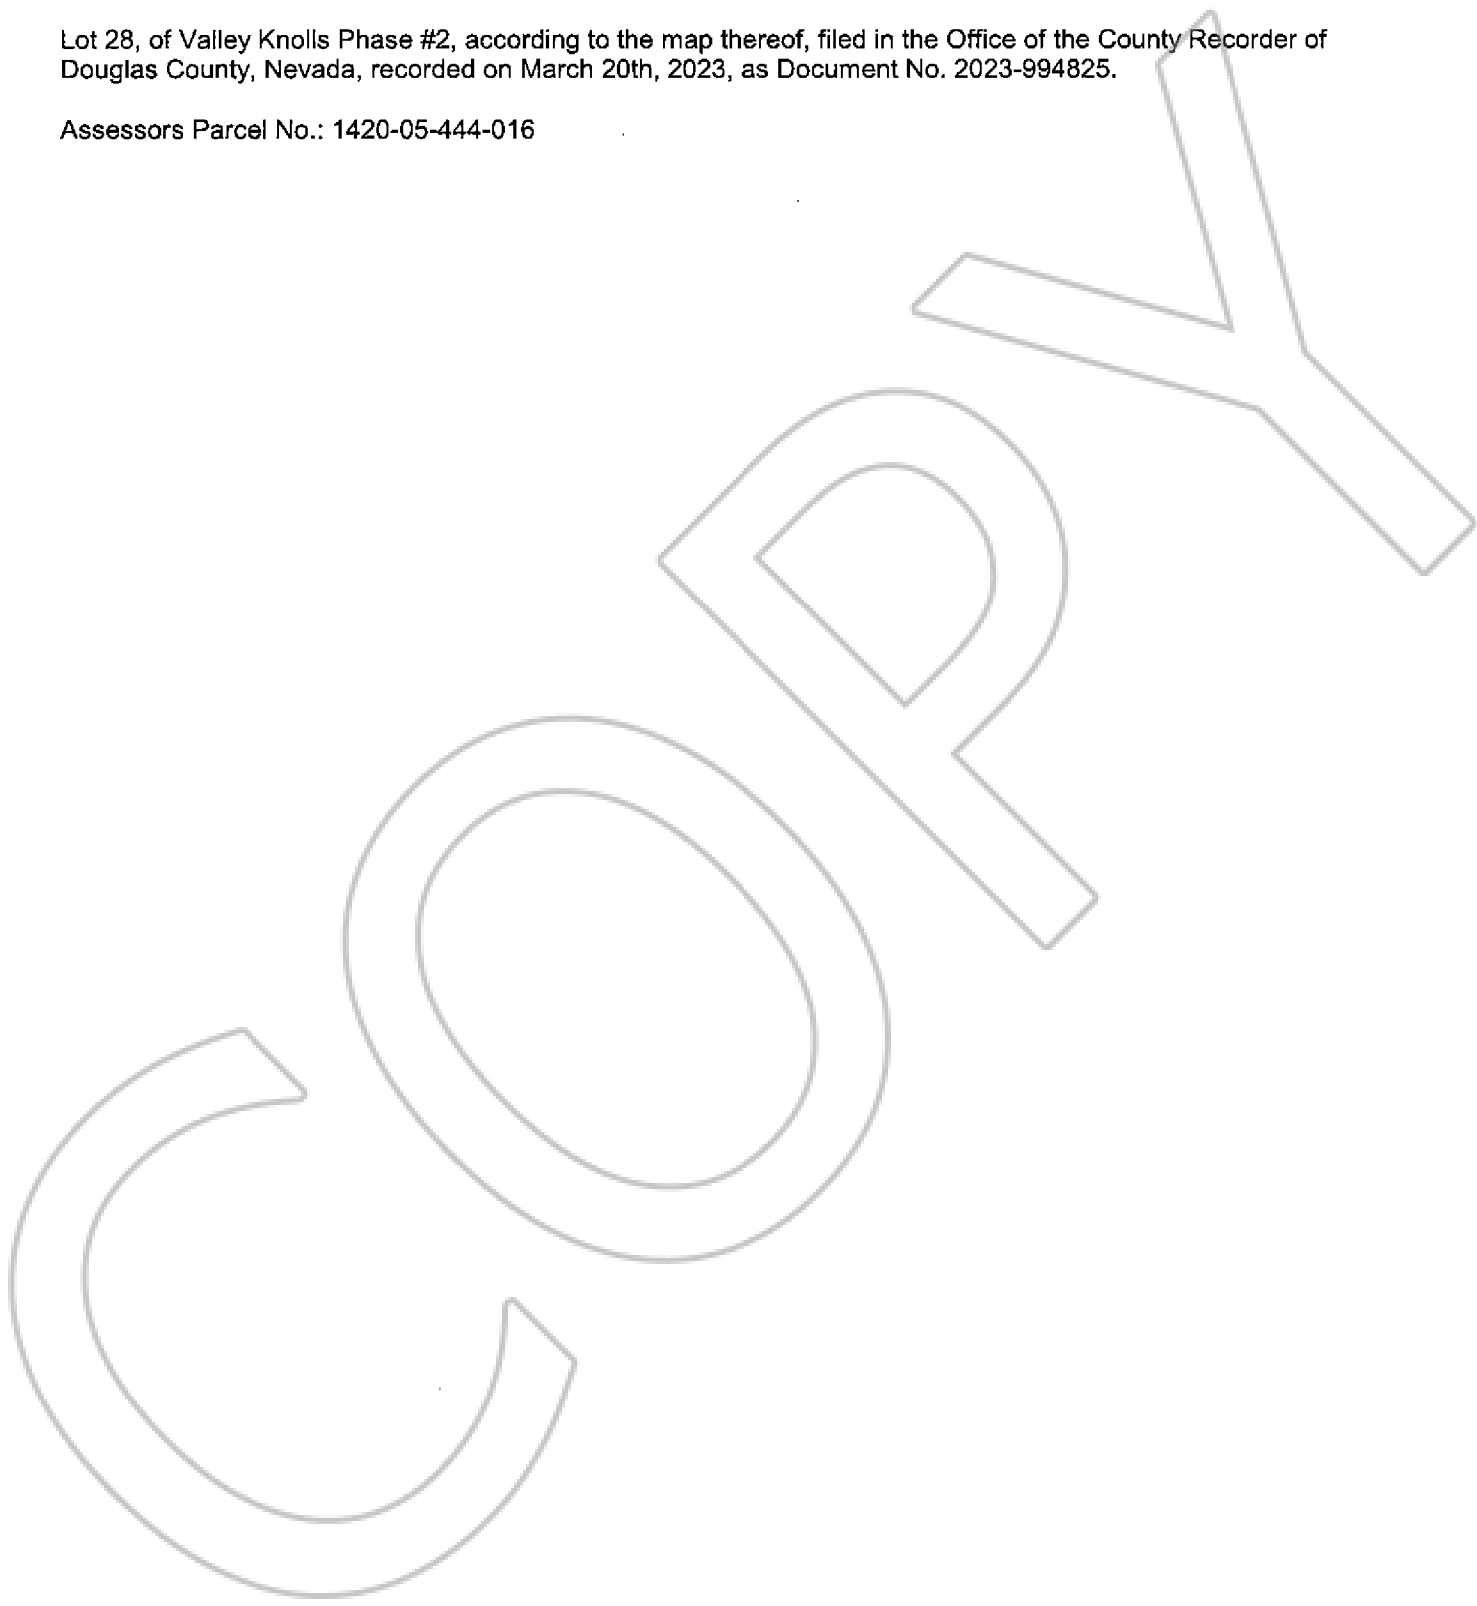 Lot 28, of Valley Knolls Phase #2, according to the map thereof, filed in the Office of the County Recorder of
Douglas County, Nevada, recorded on March 20th, 2023, as Document No. 2023-994825.
Assessors Parcel No.: 1420-05-444-016
COPY